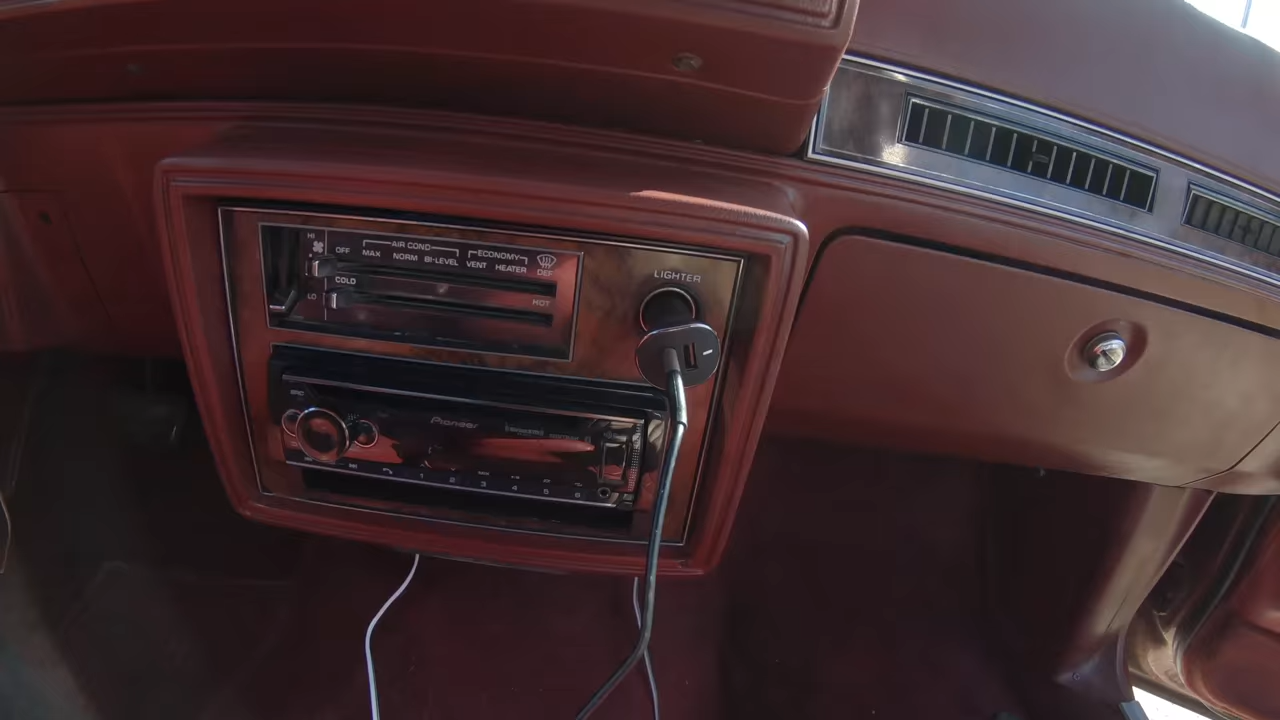 HI
AIR COND
ECONOMY
OFF MAX NORM BI-LEVEL VENT HEATER DEF
COLD
LO
HOT
LIGHTER
SRC
Pioneer
1 2 3 4 5 6